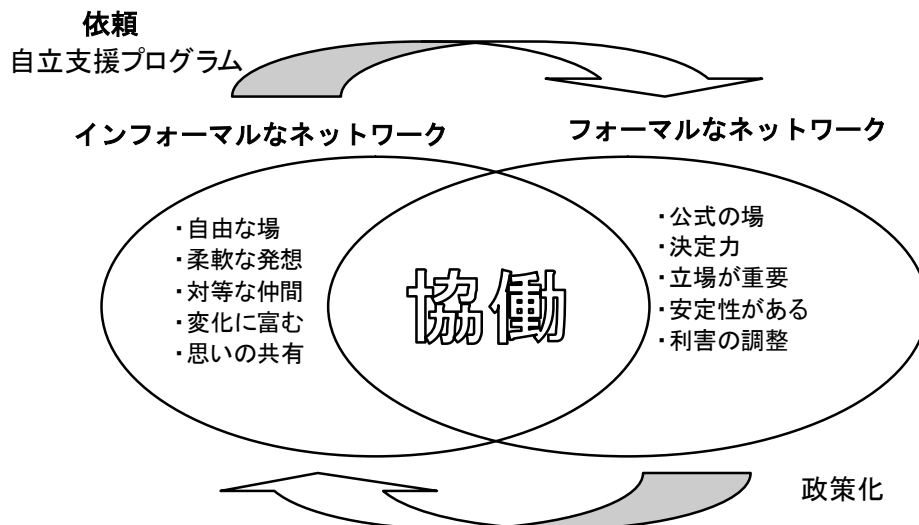 依頼
自立支援プログラム
インフォーマルなネットワーク
フォーマルなネットワーク
・自由な場
・柔軟な発想
・対等な仲間
・変化に富む
・思いの共有
協働
・公式の場
・決定力
・立場が重要
・安定性がある
・利害の調整
政策化